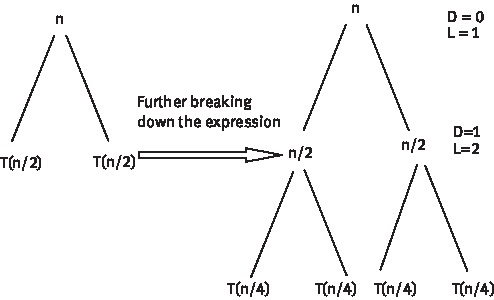 n
T(n/2) T(n/2)
Further breaking
down the expression
n
D = 0
L = 1
n/2 n/2
D=1
L=2
T(n/4) T(n/4) T(n/4) T(n/4)